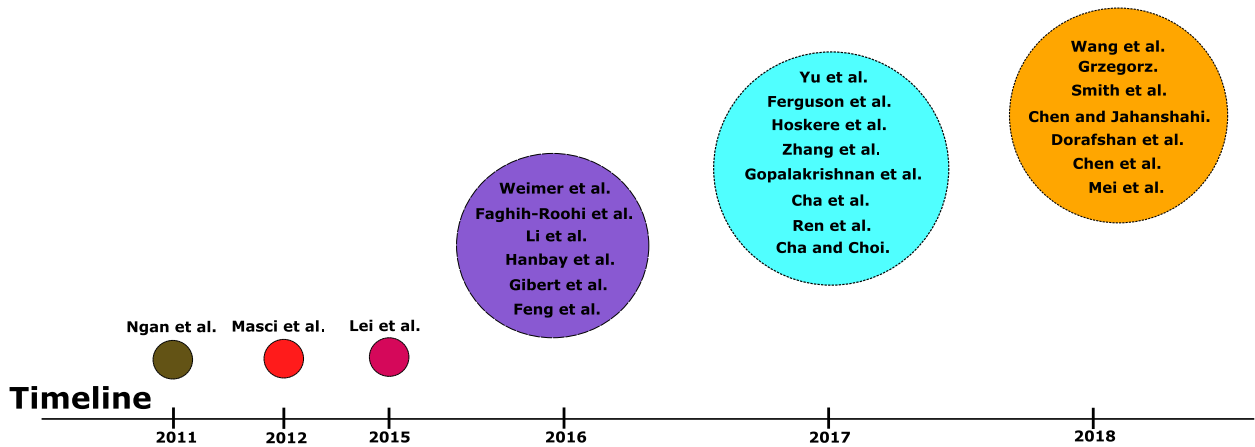 Wang et al.
Grzegorz.
Smith et al.
Chen and Jahanshahi.
Dorafshan et al.
Chen et al.
Mei et al.
Yu et al.
Ferguson et al.
Hoskere et al.
Zhang et al.
Gopalakrishnan et al.
Cha et al.
Ren et al.
Cha and Choi.
Weimer et al.
Faghih-Roohi et al.
Li et al.
Hanbay et al.
Gibert et al.
Feng et al.
Ngan et al. Masci et al. Lei et al.
Timeline
2011 2012 2015 2016 2017 2018